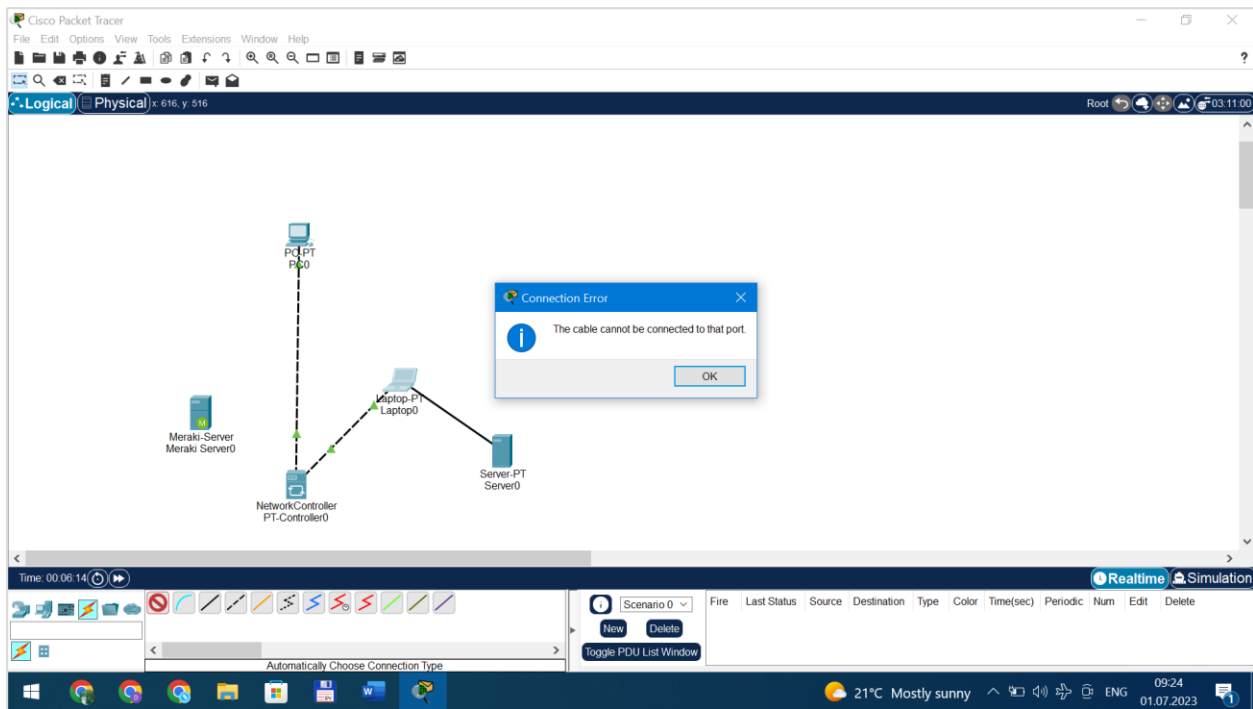 Cisco Packet Tracer
File Edit Options View Tools Extensions Window Help
?
Logical Physical x: 616, y: 516 Root 03:11:00
PC-PT
PC0
Connection Error
The cable cannot be connected to that port.
OK
Laptop-PT
Laptop0
M
Meraki-Server
Meraki Server0
Server-PT
Server0
NetworkController
PT-Controller0
Time: 00:06:14 Realtime Simulation
Scenario 0 Fire Last Status Source Destination Type Color Time(sec) Periodic Num Edit Delete
New Delete
Toggle PDU List Window
Automatically Choose Connection Type
21°C Mostly sunny ENG 09:24
01.07.2023
1